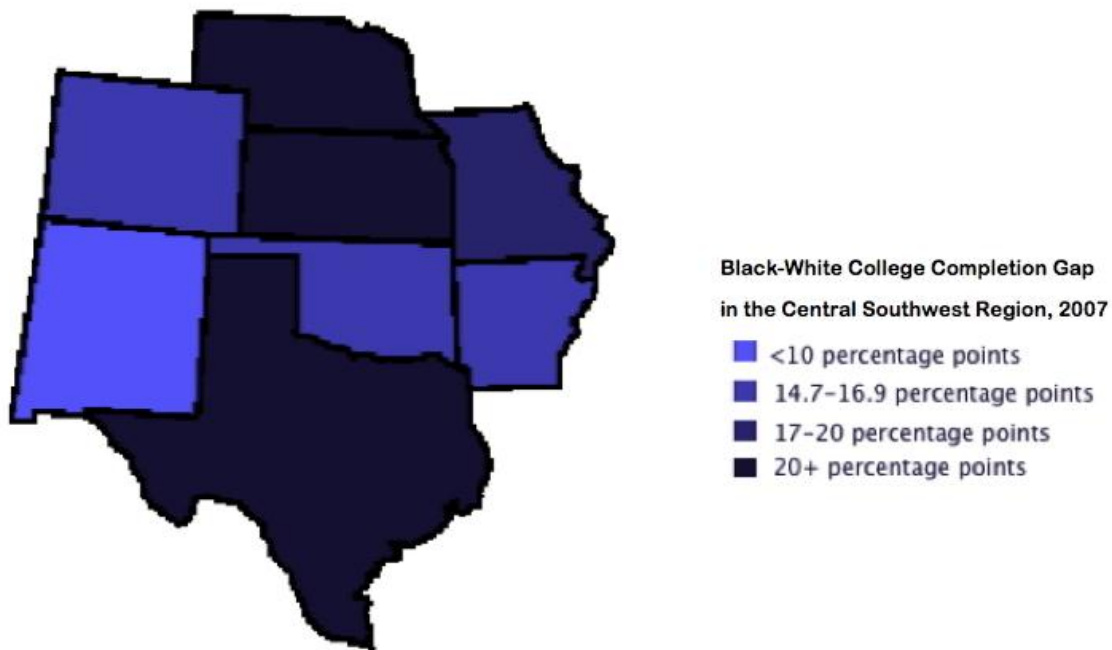 Black-White College Completion Gap
in the Central Southwest Region, 2007
<10 percentage points
14.7-16.9 percentage points
17-20 percentage points
20+ percentage points